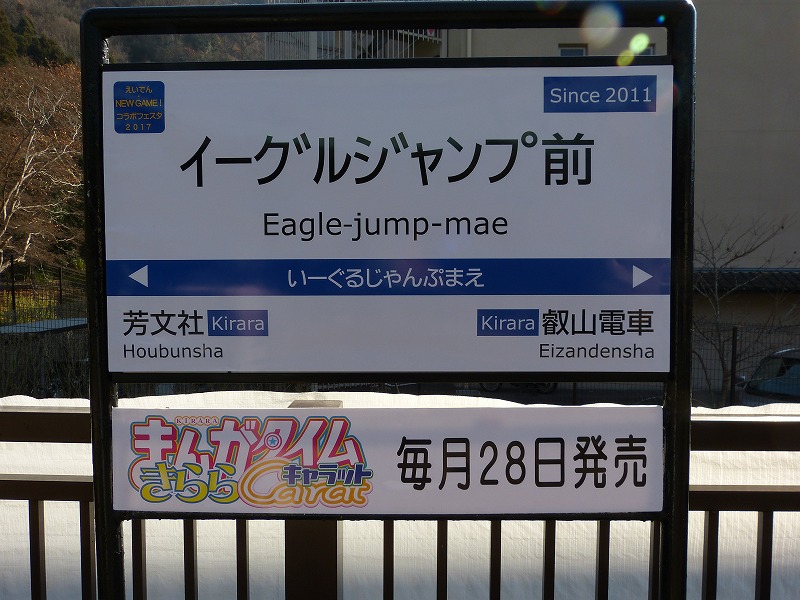 えいでん
NEW GAME!
コラボフェスタ
2017
Since 2011
イーグルジャンプ前
Eagle-jump-mae
いーぐるじゃんぷまえ
芳文社 Kirara
Houbunsha
Kirara 叡山電車
Eizandensha
KIRARA
まんがタイム
きらら
キャラット
Carat
毎月28日発売